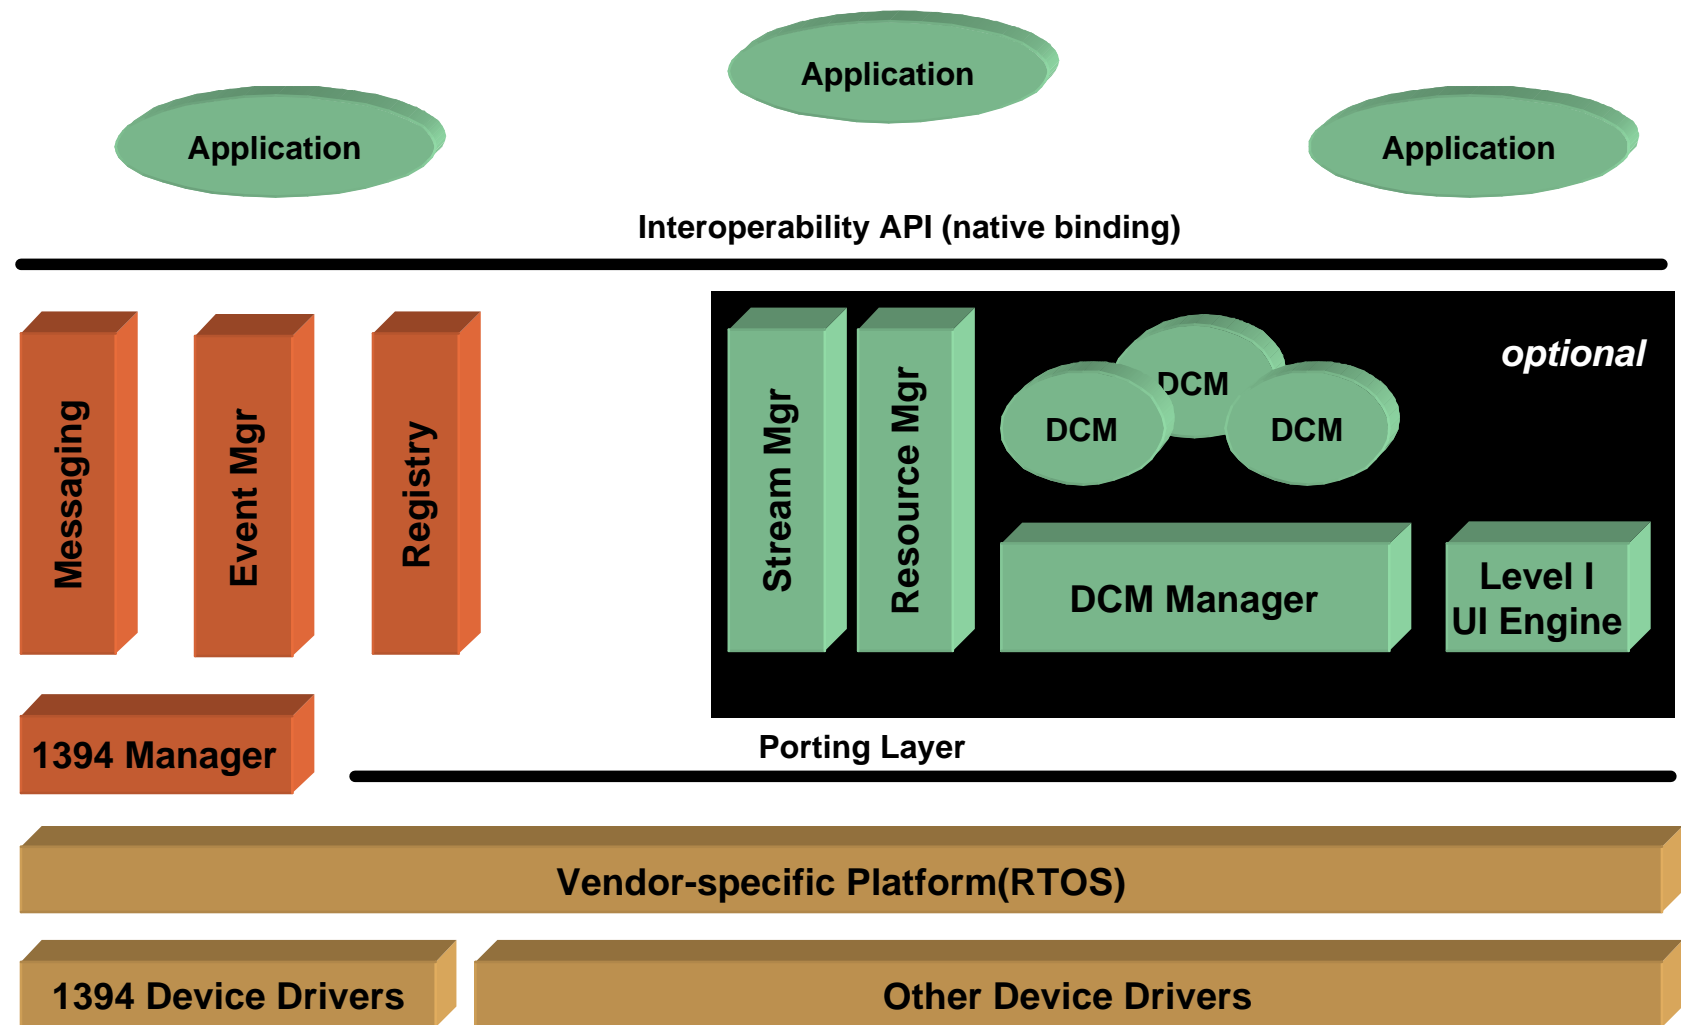 Application
Application
Application
Interoperability API (native binding)
Messaging
Event Mgr
Registry
Stream Mgr
Resource Mgr
optional
DCM
DCM
DCM
DCM Manager
Level I
UI Engine
1394 Manager
Porting Layer
Vendor-specific Platform(RTOS)
1394 Device Drivers
Other Device Drivers